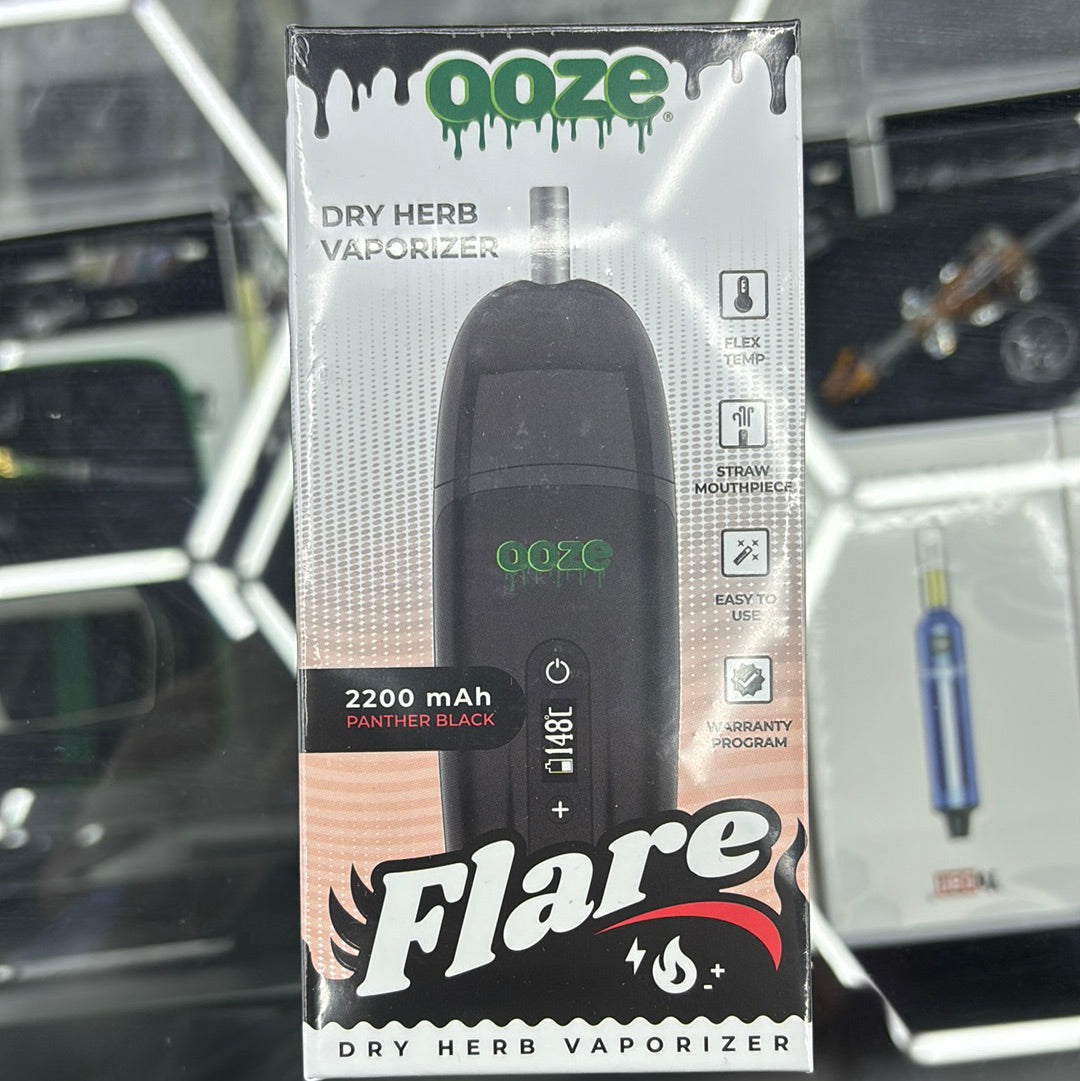 ooze®
DRY HERB
VAPORIZER
FLEX
TEMP
STRAW
MOUTHPIECE
ooze
EASY TO
USE
2200 mAh
PANTHER BLACK
148°C
+
WARRANTY
PROGRAM
Flare
DRY HERB VAPORIZER